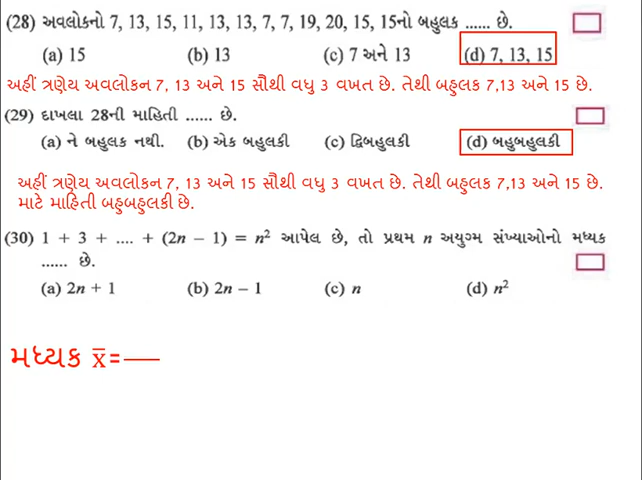 (28) અવલોકનો 7, 13, 15, 11, 13, 13, 7, 7, 19, 20, 15, 15નો બહુલક ...... છે.
(a) 15 (b) 13 (c) 7 અને 13 (d) 7, 13, 15
અહીં ત્રણેય અવલોકન 7, 13 અને 15 સૌથી વધુ 3 વખત છે. તેથી બહુલક 7,13 અને 15 છે.
(29) દાખલા 28ની માહિતી ...... છે.
(a) ને બહુલક નથી. (b) એક બહુલકી (c) દ્વિબહુલકી (d) બહુબહુલકી
અહીં ત્રણેય અવલોકન 7, 13 અને 15 સૌથી વધુ 3 વખત છે. તેથી બહુલક 7,13 અને 15 છે.
માટે માહિતી બહુબહુલકી છે.
(30) 1 + 3 + .... + (2n − 1) = n² આપેલ છે, તો પ્રથમ n અયુગ્મ સંખ્યાઓનો મધ્યક
...... છે.
(a) 2n + 1 (b) 2n − 1 (c) n (d) n²
મધ્યક x̅ = —